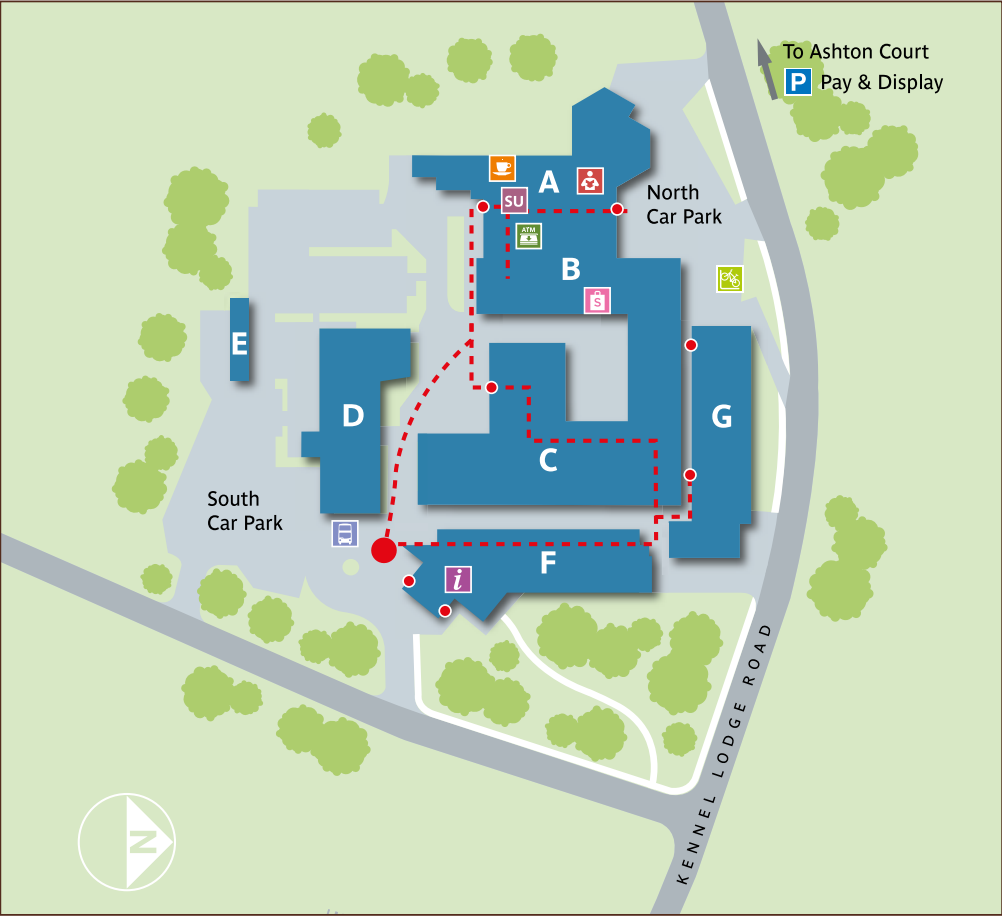 To Ashton Court
P Pay & Display
A
SU
North
Car Park
ATM
B
S
E
D
G
C
South
Car Park
F
i
KENNEL LODGE ROAD
N